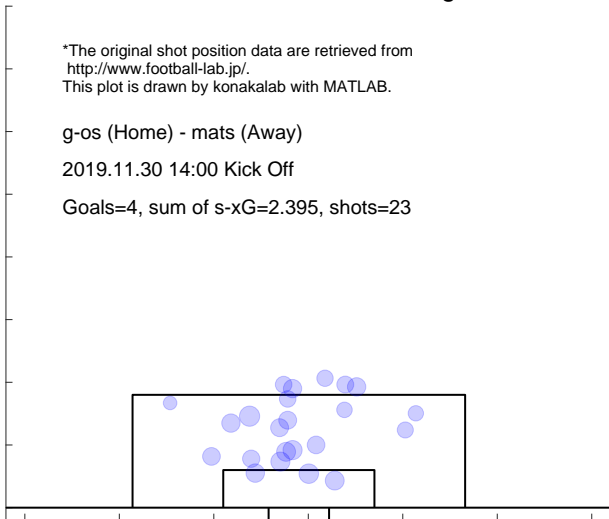 *The original shot position data are retrieved from
http://www.football-lab.jp/.
This plot is drawn by konakalab with MATLAB.
g-os (Home) - mats (Away)
2019.11.30 14:00 Kick Off
Goals=4, sum of s-xG=2.395, shots=23